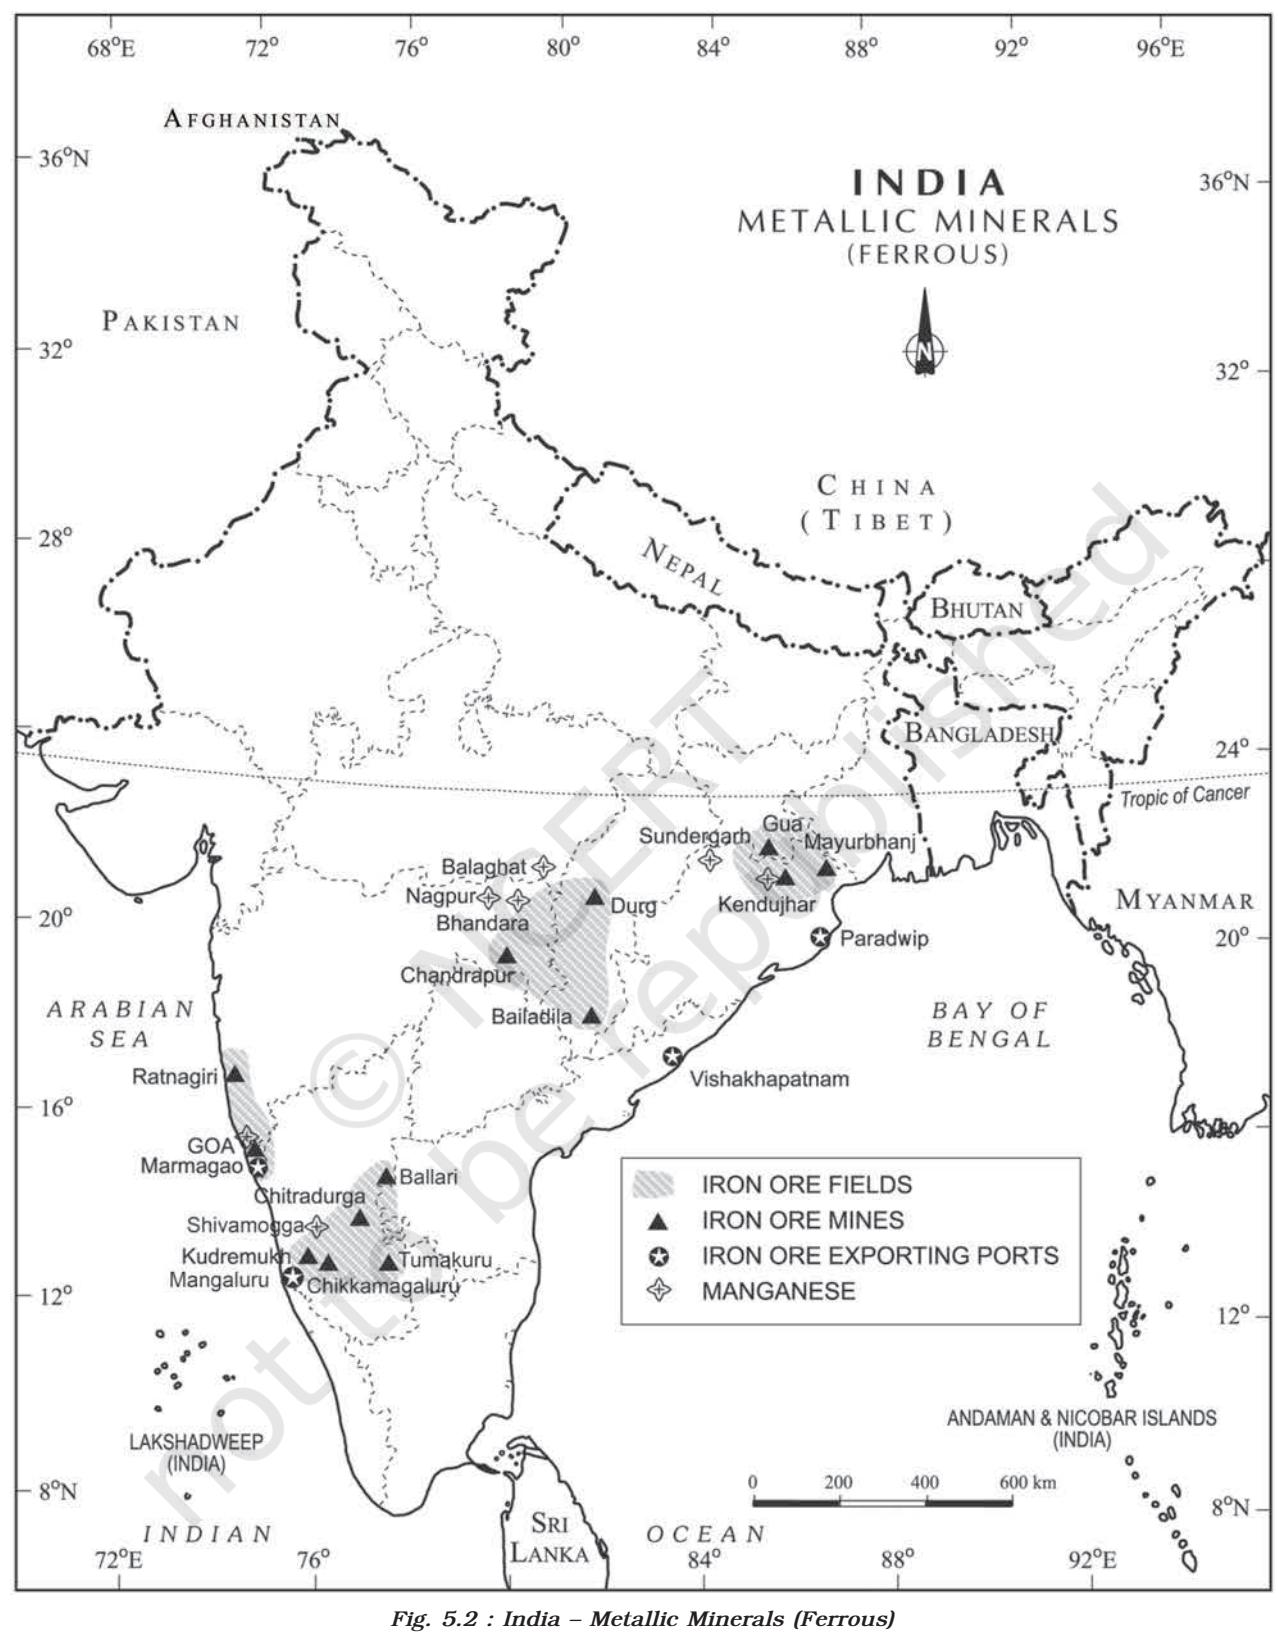 68°E 72° 76° 80° 84° 88° 92° 96°E
AFGHANISTAN
36°N
INDIA
36°N
METALLIC MINERALS
(FERROUS)
PAKISTAN
N
32°
32°
CHINA
(TIBET)
28°
NEPAL
BHUTAN
BANGLADESH
24°
Tropic of Cancer
Gua
Sundergarh
Mayurbhanj
Balaghat
Nagpur
Durg
Kendujhar
MYANMAR
20°
Bhandara
Paradwip
20°
Chandrapur
ARABIAN
SEA
Bailadila
BAY OF
BENGAL
Ratnagiri
Vishakhapatnam
16°
GOA
Marmagao
Ballari
IRON ORE FIELDS
Chitradurga
Shivamogga
IRON ORE MINES
Kudremukh
Tumakuru
IRON ORE EXPORTING PORTS
Mangaluru
Chikkamagaluru
MANGANESE
12°
12°
LAKSHADWEEP
(INDIA)
ANDAMAN & NICOBAR ISLANDS
(INDIA)
8°N
0 200 400 600 km
8°N
INDIAN
OCEAN
SRI
LANKA
72°E 76° 84° 88° 92°E
© NCERT
not to be republished
Fig. 5.2 : India – Metallic Minerals (Ferrous)